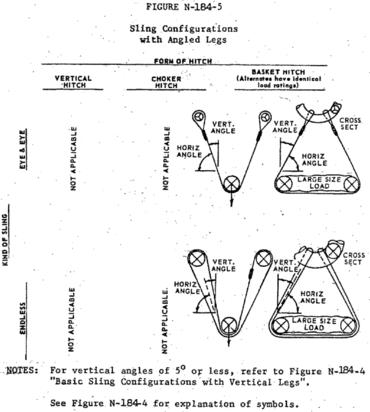 FIGURE N-184-5
Sling Configurations
with Angled Legs
FORM OF HITCH
VERTICAL
HITCH
CHOKER
HITCH
BASKET HITCH
(Alternates have identical
load ratings)
KIND OF SLING
EYE & EYE
NOT APPLICABLE
NOT APPLICABLE
VERT.
ANGLE
HORIZ
ANGLE
VERT.
ANGLE
CROSS
SECT
HORIZ
ANGLE
LARGE SIZE
LOAD
ENDLESS
NOT APPLICABLE
NOT APPLICABLE.
VERT.
ANGLE
HORIZ
ANGLE
VERT.
ANGLE
CROSS
SECT
HORIZ
ANGLE
LARGE SIZE
LOAD
NOTES: For vertical angles of 5° or less, refer to Figure N-184-4
"Basic Sling Configurations with Vertical Legs".
See Figure N-184-4 for explanation of symbols.